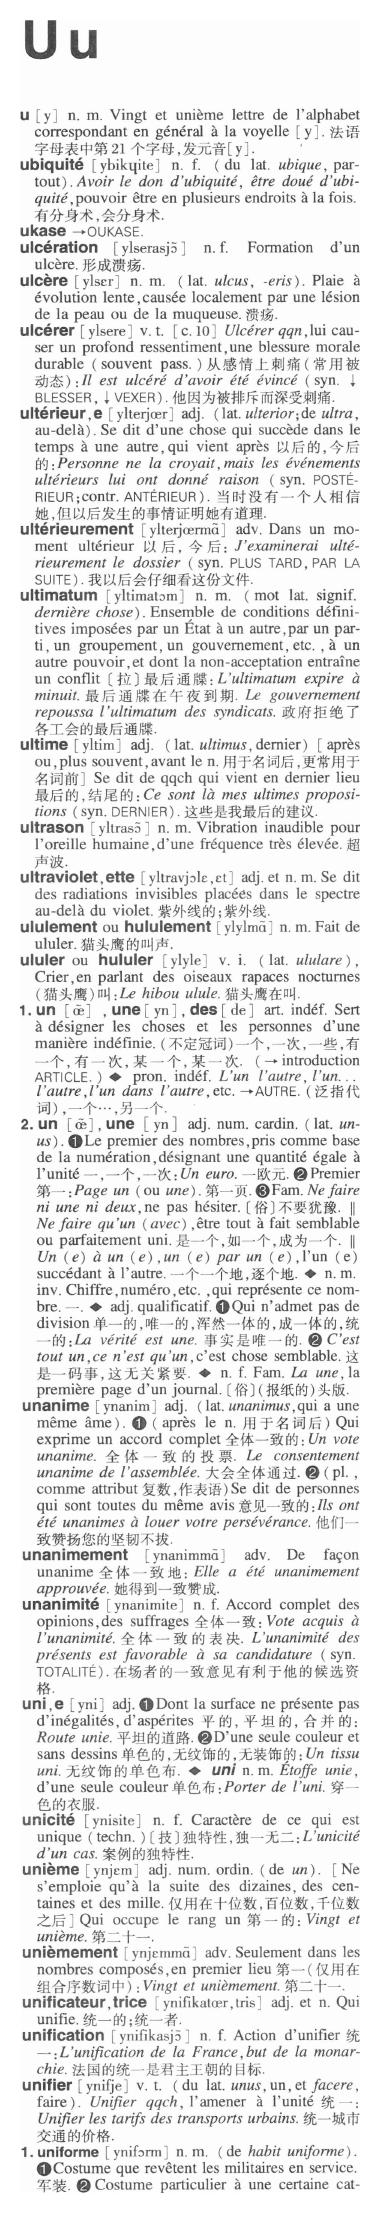 U u
u [y] n. m. Vingt et unième lettre de l'alphabet
correspondant en général à la voyelle [y]. 法语
字母表中第 21 个字母,发元音[y].
ubiquité [ybikɥite] n. f. (du lat. ubique, par-
tout). Avoir le don d'ubiquité, être doué d'ubi-
quité, pouvoir être en plusieurs endroits à la fois.
有分身术,会分身术.
ukase →OUKASE.
ulcération [ylserasjɔ̃] n. f. Formation d'un
ulcère. 形成溃疡.
ulcère [ylsɛr] n. m. (lat. ulcus, -eris). Plaie à
évolution lente, causée localement par une lésion
de la peau ou de la muqueuse. 溃疡.
ulcérer [ylsere] v. t. [c. 10] Ulcérer qqn, lui cau-
ser un profond ressentiment, une blessure morale
durable (souvent pass.) 从感情上刺痛(常用被
动态): Il est ulcéré d'avoir été évincé (syn. ↓
BLESSER, ↓ VEXER). 他因为被排斥而深受刺痛.
ultérieur, e [ylterjœr] adj. (lat. ulterior; de ultra,
au-delà). Se dit d'une chose qui succède dans le
temps à une autre, qui vient après 以后的,今后
的: Personne ne la croyait, mais les événements
ultérieurs lui ont donné raison (syn. POSTÉ-
RIEUR; contr. ANTÉRIEUR). 当时没有一个人相信
她,但以后发生的事情证明她有道理.
ultérieurement [ylterjœrmɑ̃] adv. Dans un mo-
ment ultérieur 以后,今后: J'examinerai ulté-
rieurement le dossier (syn. PLUS TARD, PAR LA
SUITE). 我以后会仔细看这份文件.
ultimatum [yltimatɔm] n. m. (mot lat. signif.
dernière chose). Ensemble de conditions défini-
tives imposées par un État à un autre, par un par-
ti, un groupement, un gouvernement, etc., à un
autre pouvoir, et dont la non-acceptation entraîne
un conflit [拉]最后通牒: L'ultimatum expire à
minuit. 最后通牒在午夜到期. Le gouvernement
repoussa l'ultimatum des syndicats. 政府拒绝了
各工会的最后通牒.
ultime [yltim] adj. (lat. ultimus, dernier) [après
ou, plus souvent, avant le n. 用于名词后,更常用于
名词前] Se dit de qqch qui vient en dernier lieu
最后的,结尾的: Ce sont là mes ultimes proposi-
tions (syn. DERNIER). 这些是我最后的建议.
ultrason [yltrasɔ̃] n. m. Vibration inaudible pour
l'oreille humaine, d'une fréquence très élevée. 超
声波.
ultraviolet, ette [yltravjɔlɛ, ɛt] adj. et n. m. Se dit
des radiations invisibles placées dans le spectre
au-delà du violet. 紫外线的;紫外线.
ululement ou hululement [ylylmɑ̃] n. m. Fait de
ululer. 猫头鹰的叫声.
ululer ou hululer [ylyle] v. i. (lat. ululare),
Crier, en parlant des oiseaux rapaces nocturnes
(猫头鹰)叫: Le hibou ulule. 猫头鹰在叫.
1. un [œ̃], une [yn], des [de] art. indéf. Sert
à désigner les choses et les personnes d'une
manière indéfinie. (不定冠词)一个,一次,一些,有
一个,有一次,某一个,某一次. (→ introduction
ARTICLE.) ◆ pron. indéf. L'un l'autre, l'un...
l'autre, l'un dans l'autre, etc. →AUTRE. (泛指代
词),一个…,另一个.
2. un [œ̃], une [yn] adj. num. cardin. (lat. un-
us). ❶Le premier des nombres, pris comme base
de la numération, désignant une quantité égale à
l'unité 一,一个,一次: Un euro. 一欧元. ❷Premier
第一: Page un (ou une). 第一页. ❸Fam. Ne faire
ni une ni deux, ne pas hésiter. [俗]不要犹豫. ‖
Ne faire qu'un (avec), être tout à fait semblable
ou parfaitement uni. 是一个,如一个,成为一个. ‖
Un (e) à un (e), un (e) par un (e), l'un (e)
succédant à l'autre. 一个一个地,逐个地. ◆ n. m.
inv. Chiffre, numéro, etc., qui représente ce nom-
bre. 一. ◆ adj. qualificatif. ❶Qui n'admet pas de
division 单一的,唯一的,浑然一体的,成一体的,统
一的: La vérité est une. 事实是唯一的. ❷ C'est
tout un, ce n'est qu'un, c'est chose semblable. 这
是一码事,这无关紧要. ◆ n. f. Fam. La une, la
première page d'un journal. [俗](报纸的)头版.
unanime [ynanim] adj. (lat. unanimus, qui a une
même âme). ❶ (après le n. 用于名词后) Qui
exprime un accord complet 全体一致的: Un vote
unanime. 全体一致的投票. Le consentement
unanime de l'assemblée. 大会全体通过. ❷ (pl.,
comme attribut 复数,作表语) Se dit de personnes
qui sont toutes du même avis 意见一致的: Ils ont
été unanimes à louer votre persévérance. 他们一
致赞扬您的坚韧不拔.
unanimement [ynanimmɑ̃] adv. De façon
unanime 全体一致地: Elle a été unanimement
approuvée. 她得到一致赞成.
unanimité [ynanimite] n. f. Accord complet des
opinions, des suffrages 全体一致: Vote acquis à
l'unanimité. 全体一致的表决. L'unanimité des
présents est favorable à sa candidature (syn.
TOTALITÉ). 在场者的一致意见有利于他的候选资
格.
uni, e [yni] adj. ❶Dont la surface ne présente pas
d'inégalités, d'aspérités 平的,平坦的,合并的:
Route unie. 平坦的道路. ❷D'une seule couleur et
sans dessins 单色的,无纹饰的,无装饰的: Un tissu
uni. 无纹饰的单色布. ◆ uni n. m. Étoffe unie,
d'une seule couleur 单色布: Porter de l'uni. 穿一
色的衣服.
unicité [ynisite] n. f. Caractère de ce qui est
unique (techn.) [技]独特性,独一无二: L'unicité
d'un cas. 案例的独特性.
unième [ynjɛm] adj. num. ordin. (de un). [Ne
s'emploie qu'à la suite des dizaines, des cen-
taines et des mille. 仅用在十位数,百位数,千位数
之后] Qui occupe le rang un 第一的: Vingt et
unième. 第二十一.
unièmement [ynjɛmmɑ̃] adv. Seulement dans les
nombres composés, en premier lieu 第一(仅用在
组合序数词中): Vingt et unièmement. 第二十一.
unificateur, trice [ynifikatœr, tris] adj. et n. Qui
unifie. 统一的;统一者.
unification [ynifikasjɔ̃] n. f. Action d'unifier 统
一: L'unification de la France, but de la monar-
chie. 法国的统一是君主王朝的目标.
unifier [ynifje] v. t. (du lat. unus, un, et facere,
faire). Unifier qqch, l'amener à l'unité 统一:
Unifier les tarifs des transports urbains. 统一城市
交通的价格.
1. uniforme [ynifɔrm] n. m. (de habit uniforme).
❶Costume que revêtent les militaires en service.
军装. ❷ Costume particulier à une certaine cat-